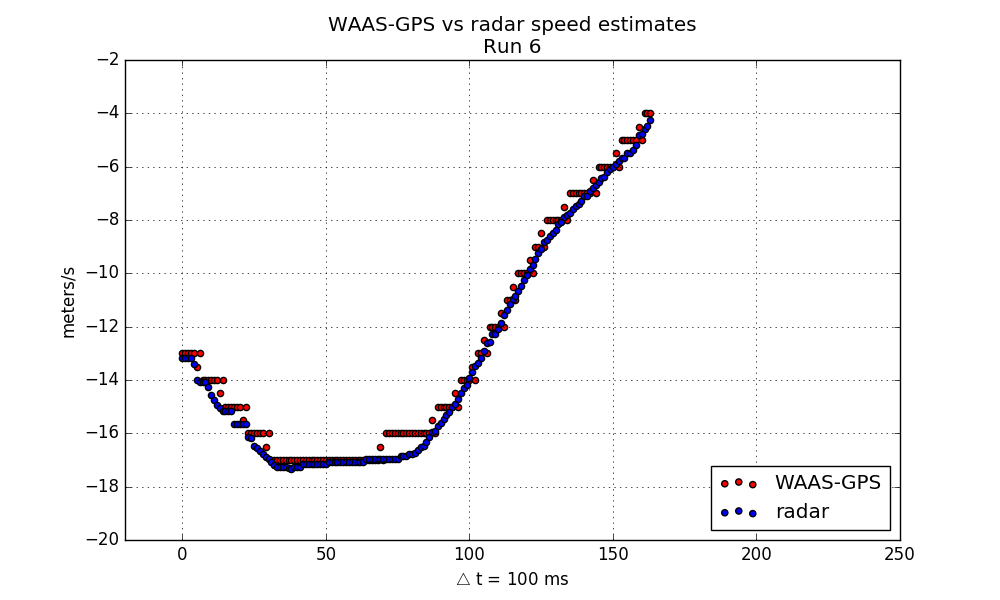 WAAS-GPS vs radar speed estimates
Run 6
−2
−4
−6
−8
−10
−12
−14
−16
−18
−20
meters/s
0 50 100 150 200 250
△ t = 100 ms
WAAS-GPS
radar